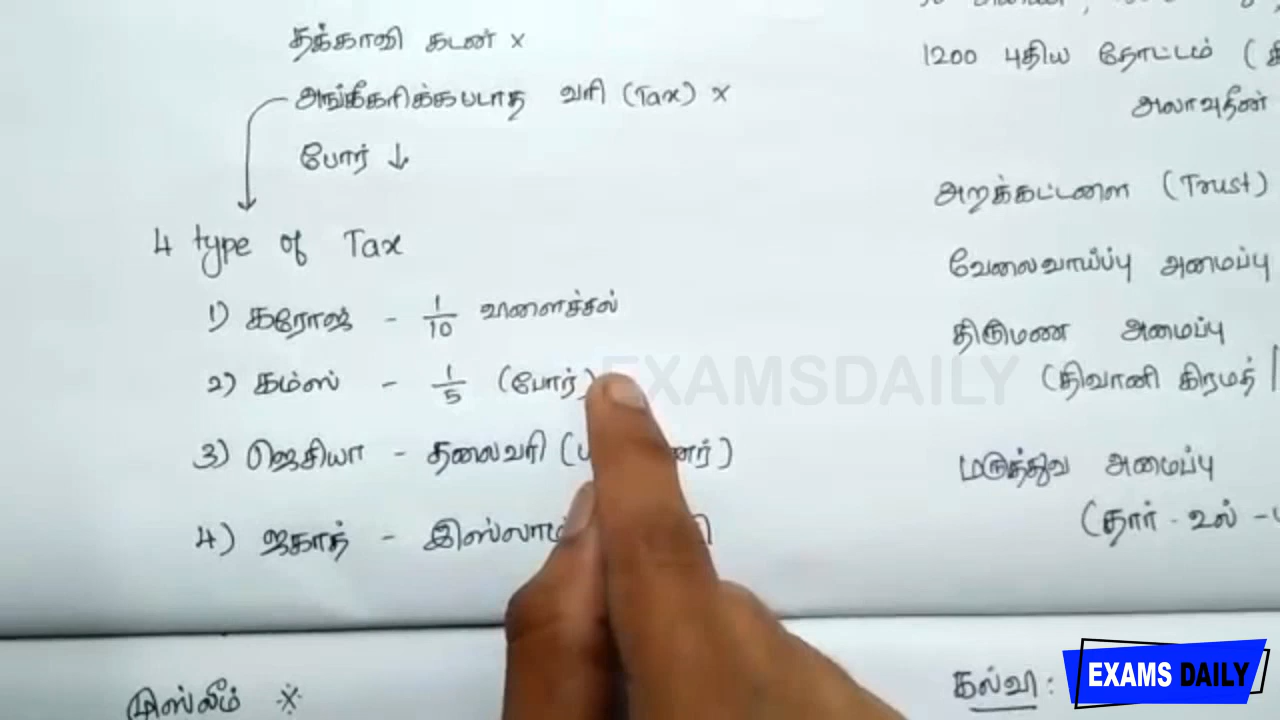 தக்காவி கடன் x
அங்கீகரிக்கபடாத வரி (Tax) x
போர் ↓
4 type of Tax
1) கரோஜ் - 1/10 வாளைச்சல்
2) கம்ஸ் - 1/5 (போர்)
3) ஜெசியா - தலைவரி
4) ஜகாத் -
முஸ்லீம் ※
1200 புதிய தோட்டம் (
அலாவுதீன்
அறக்கட்டளை (Trust)
வேலைவாய்ப்பு அமைப்பு
திருமண அமைப்பு
(திவானி கிரமத்
மருத்துவ அமைப்பு
(தார் - உல் -
கல்வி :
EXAMSDAILY
EXAMS DAILY